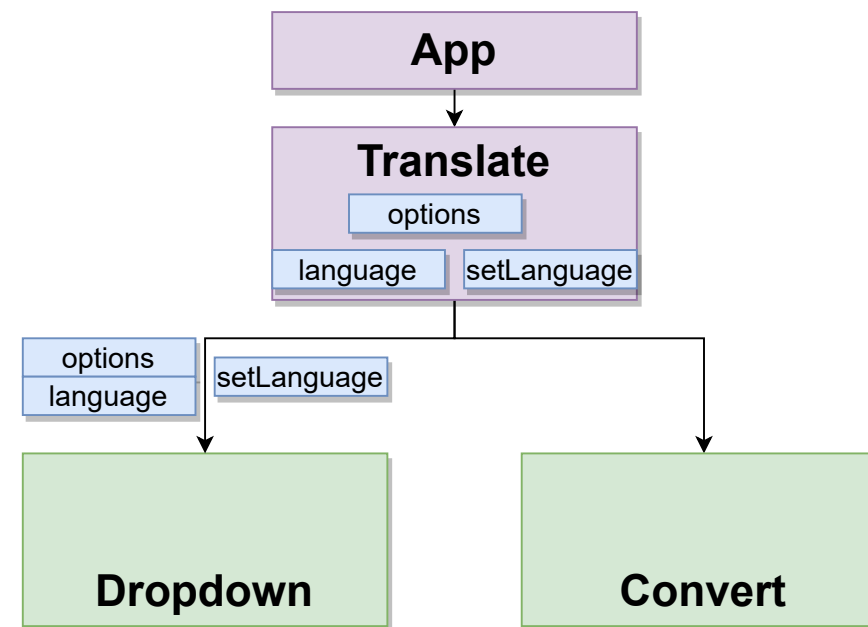 App
Translate
options
language
setLanguage
options
language
setLanguage
Dropdown
Convert